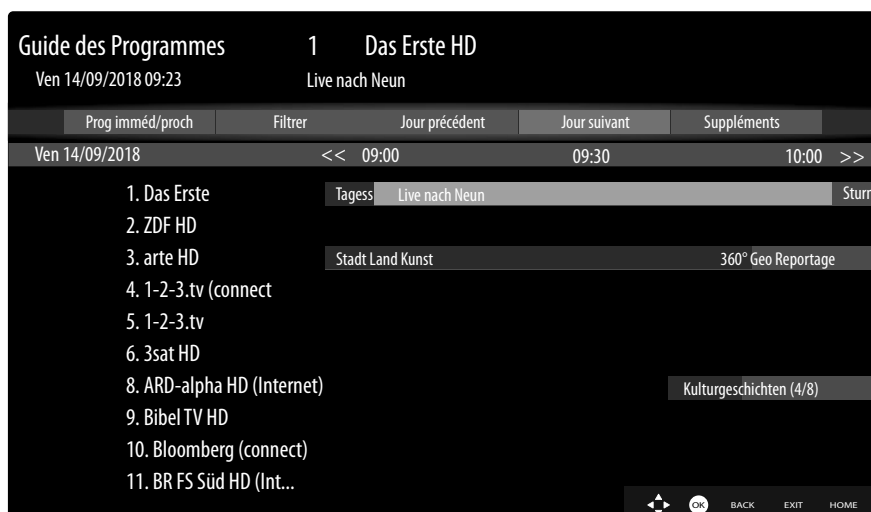 Guide des Programmes 1 Das Erste HD
Ven 14/09/2018 09:23 Live nach Neun
Prog imméd/proch Filtrer Jour précédent Jour suivant Suppléments
Ven 14/09/2018 << 09:00 09:30 10:00 >>
1. Das Erste Tagess Live nach Neun Sturr
2. ZDF HD
3. arte HD Stadt Land Kunst 360° Geo Reportage
4. 1-2-3.tv (connect
5. 1-2-3.tv
6. 3sat HD
8. ARD-alpha HD (Internet) Kulturgeschichten (4/8)
9. Bibel TV HD
10. Bloomberg (connect)
11. BR FS Süd HD (Int...
OK BACK EXIT HOME